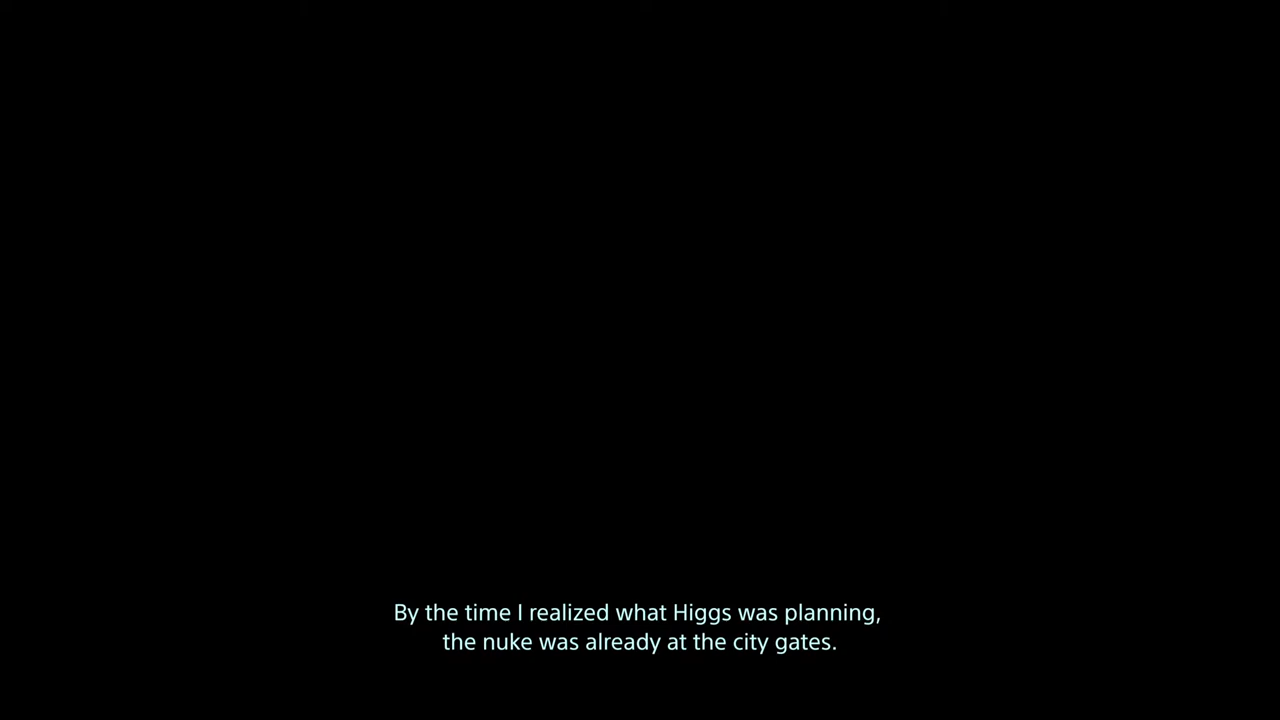 By the time I realized what Higgs was planning,
the nuke was already at the city gates.